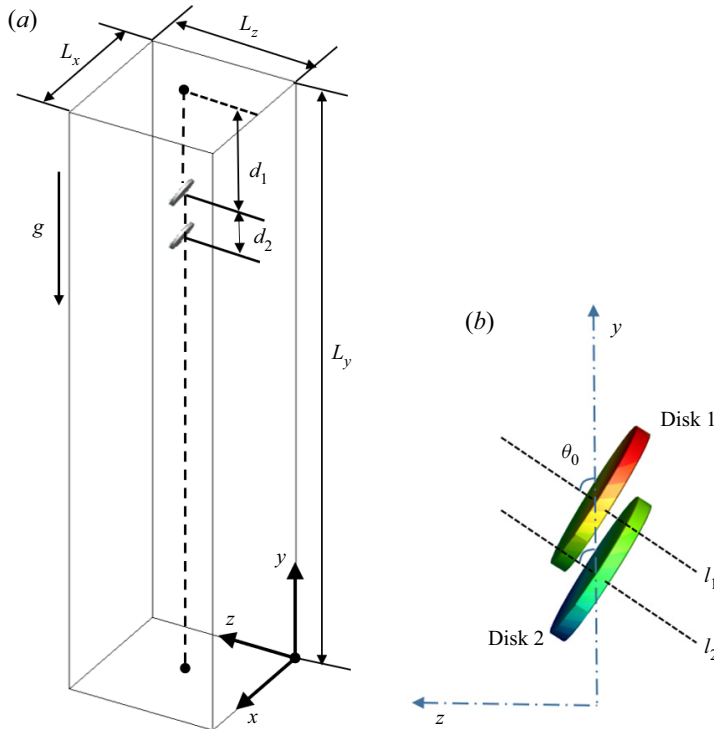 (a)
L_x
L_z
d_1
d_2
g
L_y
y
z
x
(b)
y
Disk 1
θ_0
l_1
l_2
Disk 2
z